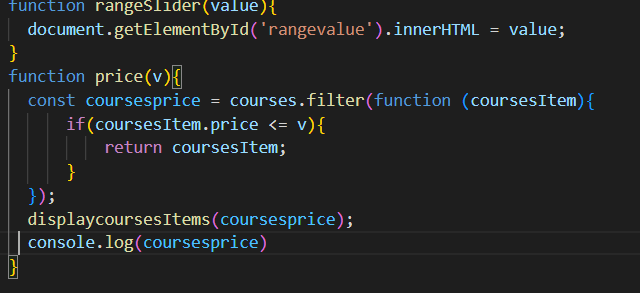 function rangeSlider(value){
document.getElementById('rangevalue').innerHTML = value;
}
function price(v){
const coursesprice = courses.filter(function (coursesItem){
if(coursesItem.price <= v){
return coursesItem;
}
});
displaycoursesItems(coursesprice);
console.log(coursesprice)
}